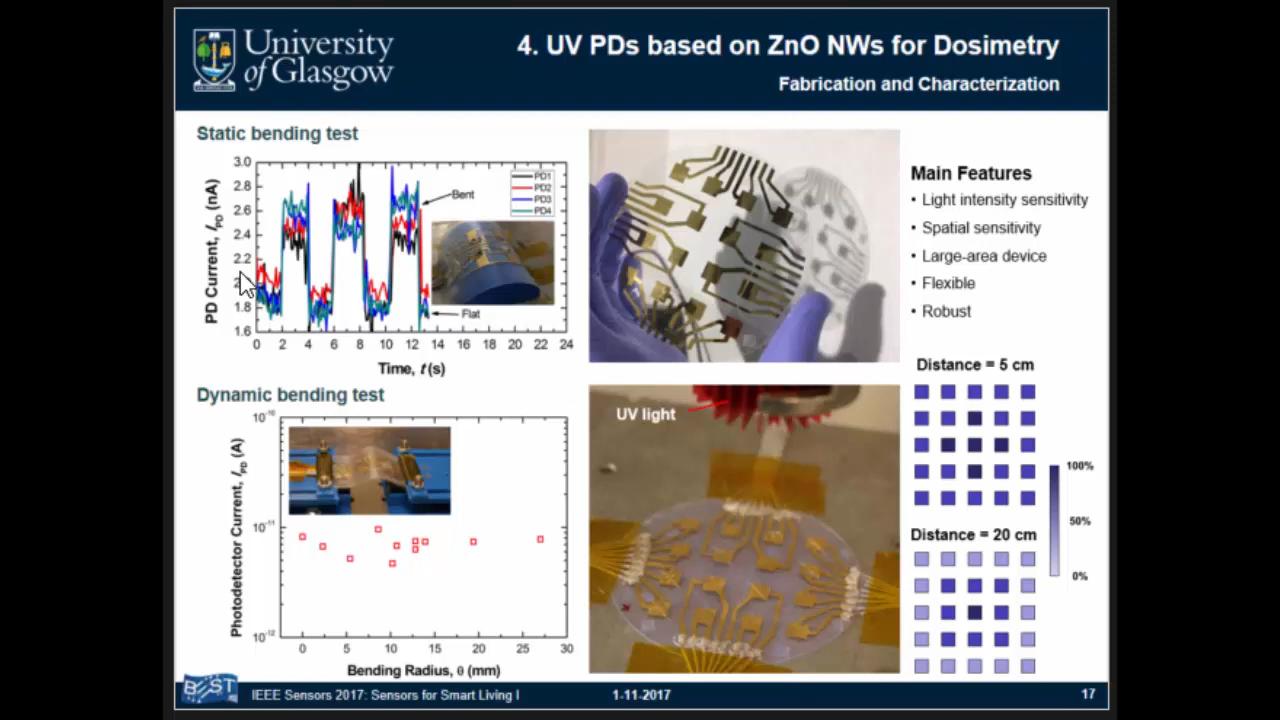 University
of Glasgow
4. UV PDs based on ZnO NWs for Dosimetry
Fabrication and Characterization
Static bending test
PD Current, I_PD (nA)
3.0
2.8
2.6
2.4
2.2
1.8
1.6
PD1
PD2
PD3
PD4
Bent
Flat
0 2 4 6 8 10 12 14 16 18 20 22 24
Time, t (s)
Dynamic bending test
Photodetector Current, I_PD (A)
10^-10
10^-11
10^-12
0 5 10 15 20 25 30
Bending Radius, θ (mm)
UV light
Main Features
• Light intensity sensitivity
• Spatial sensitivity
• Large-area device
• Flexible
• Robust
Distance = 5 cm
100%
50%
0%
Distance = 20 cm
BEST
IEEE Sensors 2017: Sensors for Smart Living I
1-11-2017
17